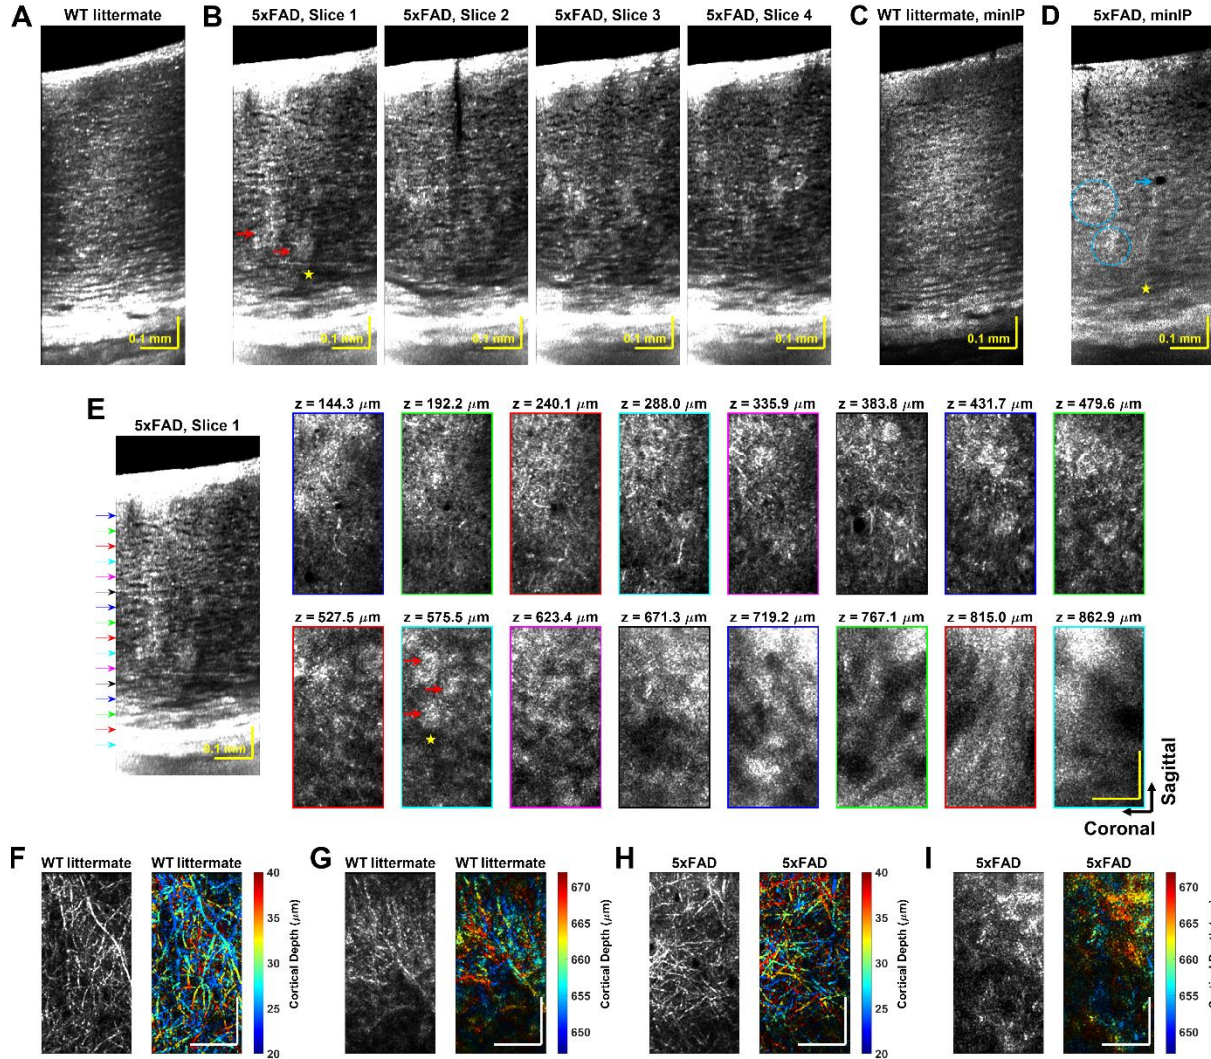 A WT littermate
B 5xFAD, Slice 1 5xFAD, Slice 2 5xFAD, Slice 3 5xFAD, Slice 4
C WT littermate, minIP
D 5xFAD, minIP
0.1 mm
0.1 mm 0.1 mm 0.1 mm 0.1 mm
0.1 mm
0.1 mm
E
5xFAD, Slice 1
z = 144.3 μm z = 192.2 μm z = 240.1 μm z = 288.0 μm z = 335.9 μm z = 383.8 μm z = 431.7 μm z = 479.6 μm
z = 527.5 μm z = 575.5 μm z = 623.4 μm z = 671.3 μm z = 719.2 μm z = 767.1 μm z = 815.0 μm z = 862.9 μm
0.1 mm
Sagittal
Coronal
F WT littermate WT littermate
40
35
30
25
20
Cortical Depth (μm)
G WT littermate WT littermate
670
665
660
655
650
Cortical Depth (μm)
H 5xFAD 5xFAD
40
35
30
25
20
Cortical Depth (μm)
I 5xFAD 5xFAD
670
665
660
655
650